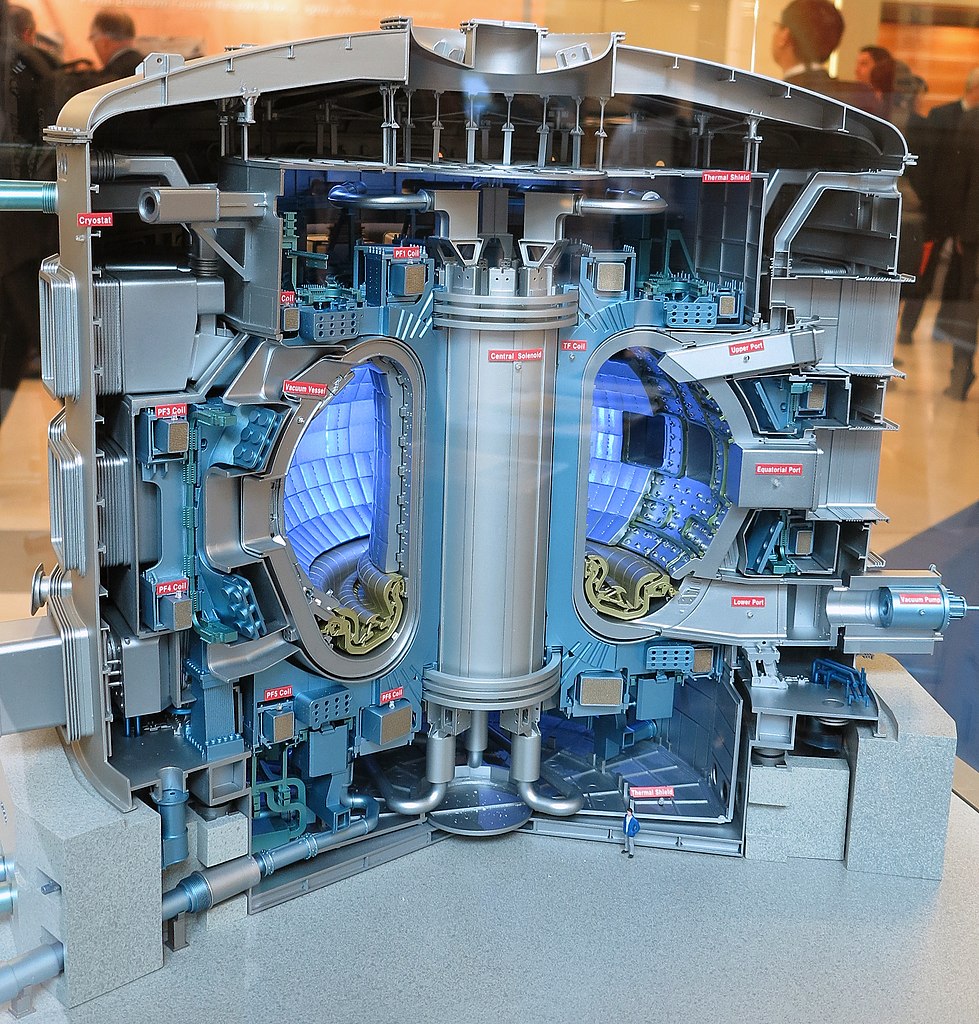 Thermal Shield
Cryostat
PF1 Coil
Coil
TF Coil
Upper Port
Central Solenoid
Vacuum Vessel
PF3 Coil
Equatorial Port
PF4 Coil
Lower Port
Vacuum Pump
PF5 Coil
PF6 Coil
Thermal Shield